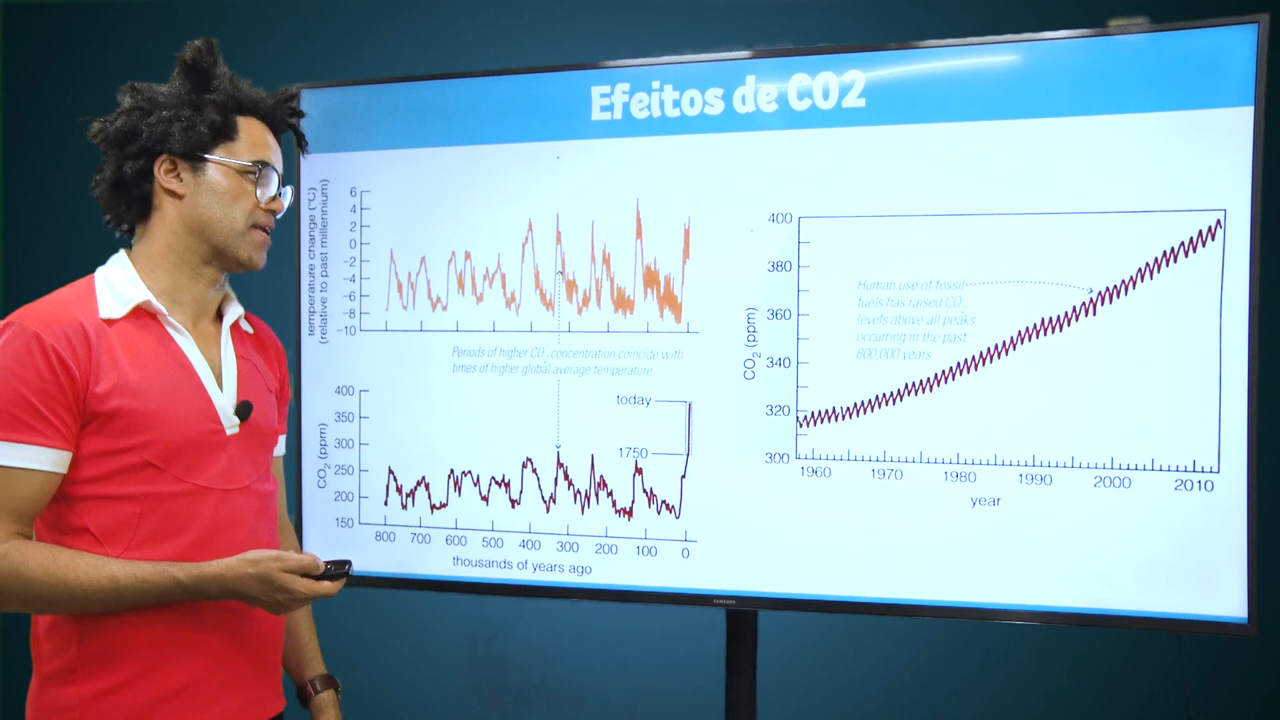 Efeitos de CO2
temperature change (°C)
(relative to past millennium)
6
4
2
0
−2
−4
−6
−8
−10
Periods of higher CO₂ concentration coincide with
times of higher global average temperature
400
350
300
250
200
150
CO₂ (ppm)
today
1750
800 700 600 500 400 300 200 100 0
thousands of years ago
400
380
360
340
320
300
CO₂ (ppm)
Human use of fossil
fuels has raised CO₂
levels above all peaks
occurring in the past
800,000 years
1960 1970 1980 1990 2000 2010
year
SAMSUNG